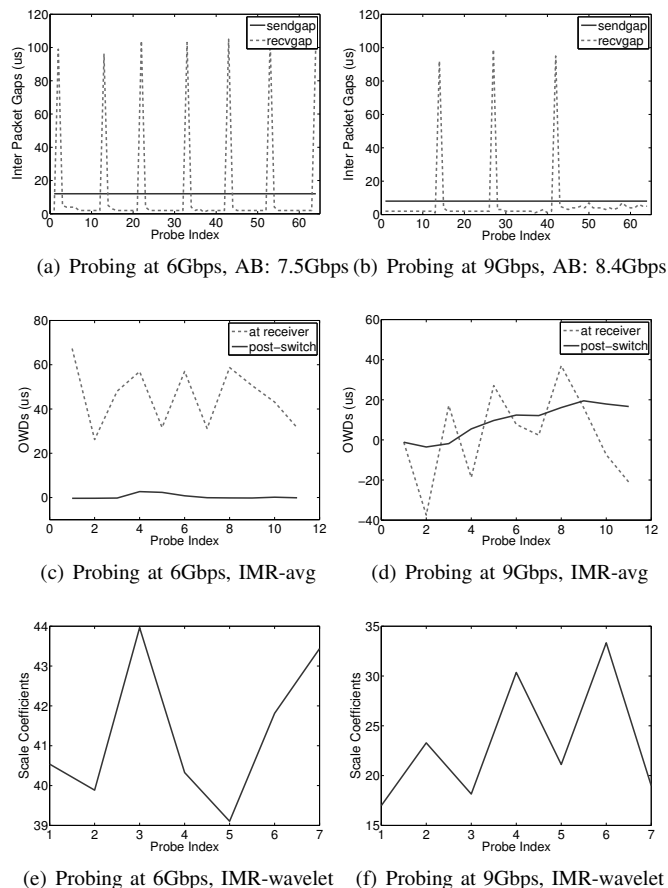 120
100
80
60
40
20
0
0 10 20 30 40 50 60
Inter Packet Gaps (us)
Probe Index
sendgap
recvgap
(a) Probing at 6Gbps, AB: 7.5Gbps
120
100
80
60
40
20
0
0 10 20 30 40 50 60
Inter Packet Gaps (us)
Probe Index
sendgap
recvgap
(b) Probing at 9Gbps, AB: 8.4Gbps
80
60
40
20
0
0 2 4 6 8 10 12
OWDs (us)
Probe Index
at receiver
post-switch
(c) Probing at 6Gbps, IMR-avg
60
40
20
0
−20
−40
0 2 4 6 8 10 12
OWDs (us)
Probe Index
at receiver
post-switch
(d) Probing at 9Gbps, IMR-avg
44
43
42
41
40
39
1 2 3 4 5 6 7
Scale Coefficients
Probe Index
(e) Probing at 6Gbps, IMR-wavelet
35
30
25
20
15
1 2 3 4 5 6 7
Scale Coefficients
Probe Index
(f) Probing at 9Gbps, IMR-wavelet